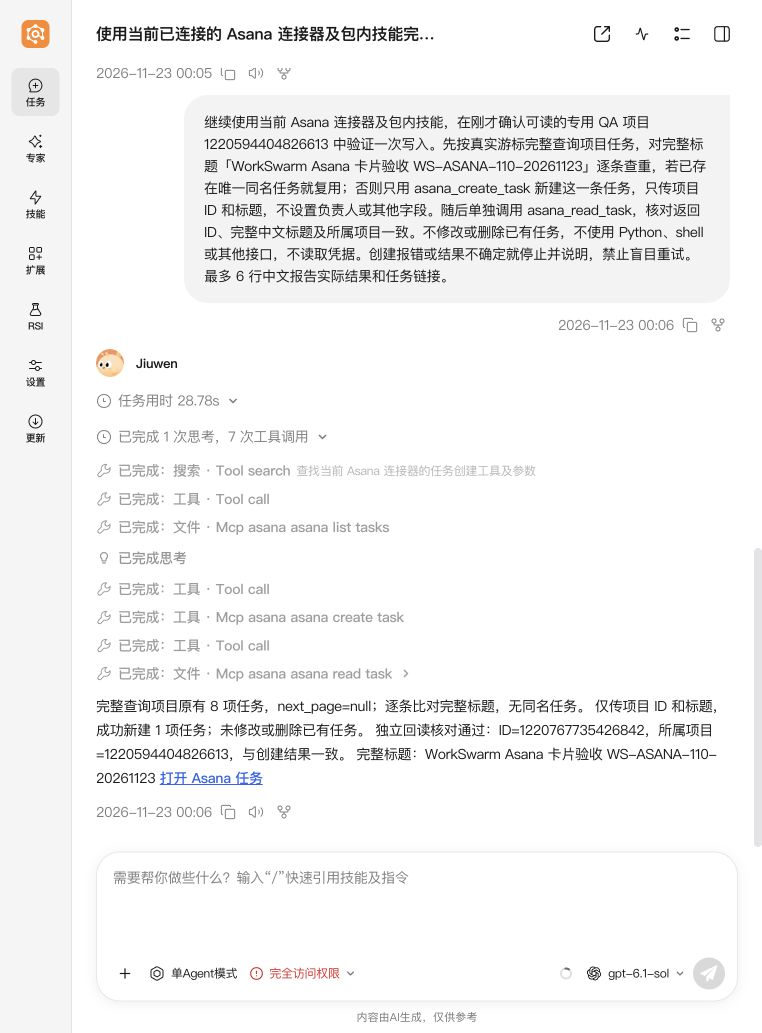 使用当前已连接的 Asana 连接器及包内技能完…
任务
专家
技能
扩展
RSI
设置
更新
2026-11-23 00:05
继续使用当前 Asana 连接器及包内技能，在刚才确认可读的专用 QA 项目
1220594404826613 中验证一次写入。先按真实游标完整查询项目任务，对完整标
题「WorkSwarm Asana 卡片验收 WS-ASANA-110-20261123」逐条查重，若已存
在唯一同名任务就复用；否则只用 asana_create_task 新建这一条任务，只传项目
ID 和标题，不设置负责人或其他字段。随后单独调用 asana_read_task，核对返回
ID、完整中文标题及所属项目一致。不修改或删除已有任务，不使用 Python、shell
或其他接口，不读取凭据。创建报错或结果不确定就停止并说明，禁止盲目重试。
最多 6 行中文报告实际结果和任务链接。
2026-11-23 00:06
Jiuwen
任务用时 28.78s
已完成 1 次思考，7 次工具调用
已完成：搜索 · Tool search 查找当前 Asana 连接器的任务创建工具及参数
已完成：工具 · Tool call
已完成：文件 · Mcp asana asana list tasks
已完成思考
已完成：工具 · Tool call
已完成：工具 · Mcp asana asana create task
已完成：工具 · Tool call
已完成：文件 · Mcp asana asana read task
完整查询项目原有 8 项任务，next_page=null；逐条比对完整标题，无同名任务。 仅传项目 ID 和标题，
成功新建 1 项任务；未修改或删除已有任务。 独立回读核对通过：ID=1220767735426842，所属项目
=1220594404826613，与创建结果一致。 完整标题：WorkSwarm Asana 卡片验收 WS-ASANA-110-
20261123 打开 Asana 任务
2026-11-23 00:06
需要帮你做些什么？输入“/”快速引用技能及指令
单Agent模式
完全访问权限
gpt-6.1-sol
内容由AI生成，仅供参考